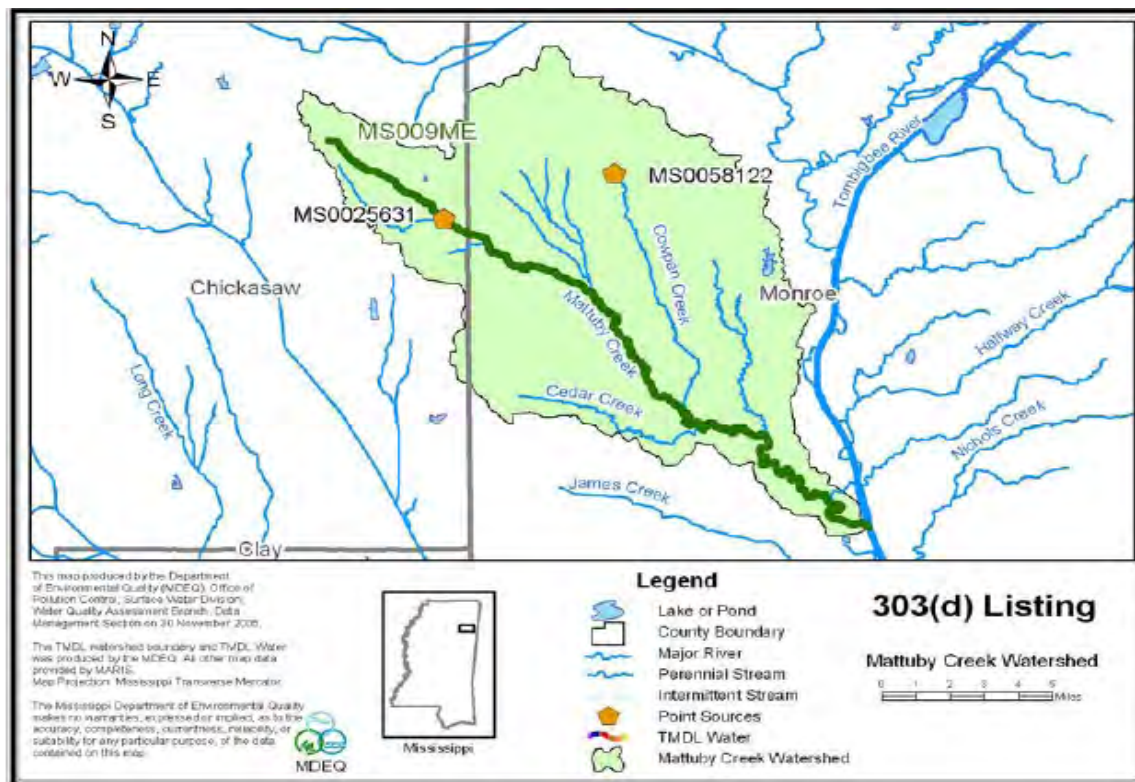 N
W E
S
MS009ME
MS0025631
MS0058122
Tombigbee River
Cowpan Creek
Monroe
Chickasaw
Mattuby Creek
Halfway Creek
Long Creek
Cedar Creek
Nichols Creek
James Creek
Clay
This map produced by the Department
of Environmental Quality (MDEQ), Office of
Pollution Control, Surface Water Division,
Water Quality Assessment Branch, Data
Management Section on 30 November
The TMDL watershed boundary and TMDL Water
was produced by the MDEQ. All other map data
provided by MARIS.
Map Projection: Mississippi Transverse Mercator
The Mississippi Department of Environmental Quality
makes no warranties, expressed or implied, as to the
accuracy, completeness, currentness, reliability, or
suitability for any particular purpose, of the data
contained on this map.
MDEQ
Mississippi
Legend
Lake or Pond
County Boundary
Major River
Perennial Stream
Intermittent Stream
Point Sources
TMDL Water
Mattuby Creek Watershed
303(d) Listing
Mattuby Creek Watershed
0 1 2 3 4 5
Miles